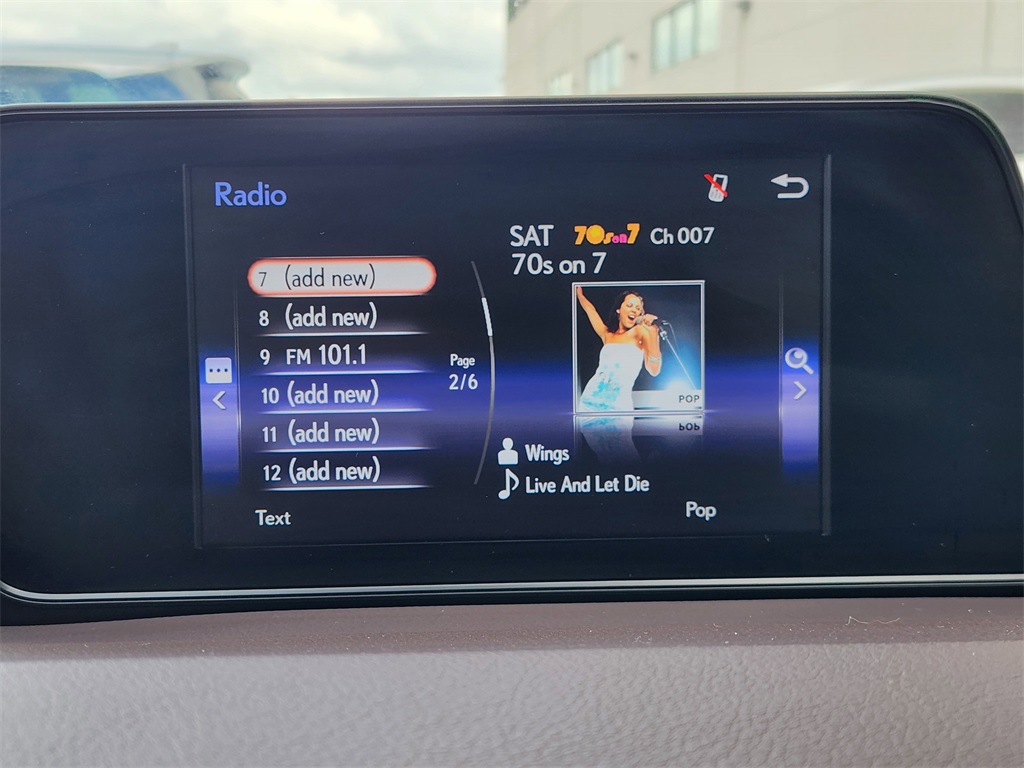 Radio
SAT 70s on 7 Ch 007
70s on 7
7 (add new)
8 (add new)
9 FM 101.1
10 (add new)
11 (add new)
12 (add new)
Page
2/6
POP
Wings
Live And Let Die
Text
Pop